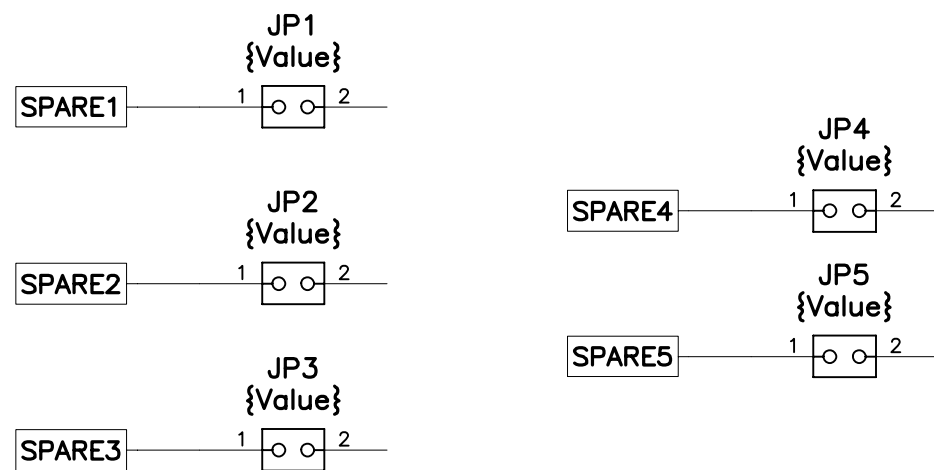 JP1
{Value}
SPARE1
1
2
JP2
{Value}
SPARE2
1
2
JP3
{Value}
SPARE3
1
2
JP4
{Value}
SPARE4
1
2
JP5
{Value}
SPARE5
1
2